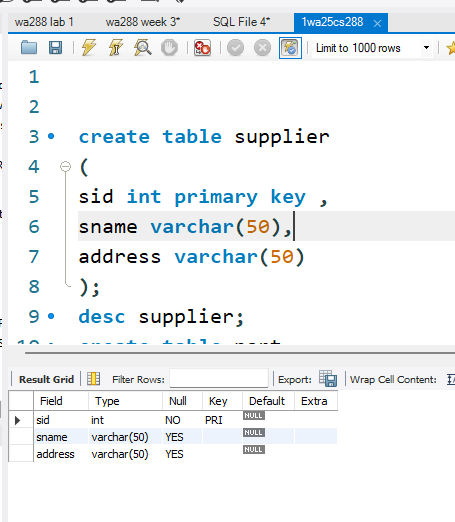 wa288 lab 1 wa288 week 3* SQL File 4* 1wa25cs288
Limit to 1000 rows
1
2
3 create table supplier
4 (
5 sid int primary key ,
6 sname varchar(50),
7 address varchar(50)
8 );
9 desc supplier;
Result Grid Filter Rows: Export: Wrap Cell Content:
Field Type Null Key Default Extra
sid int NO PRI NULL
sname varchar(50) YES NULL
address varchar(50) YES NULL